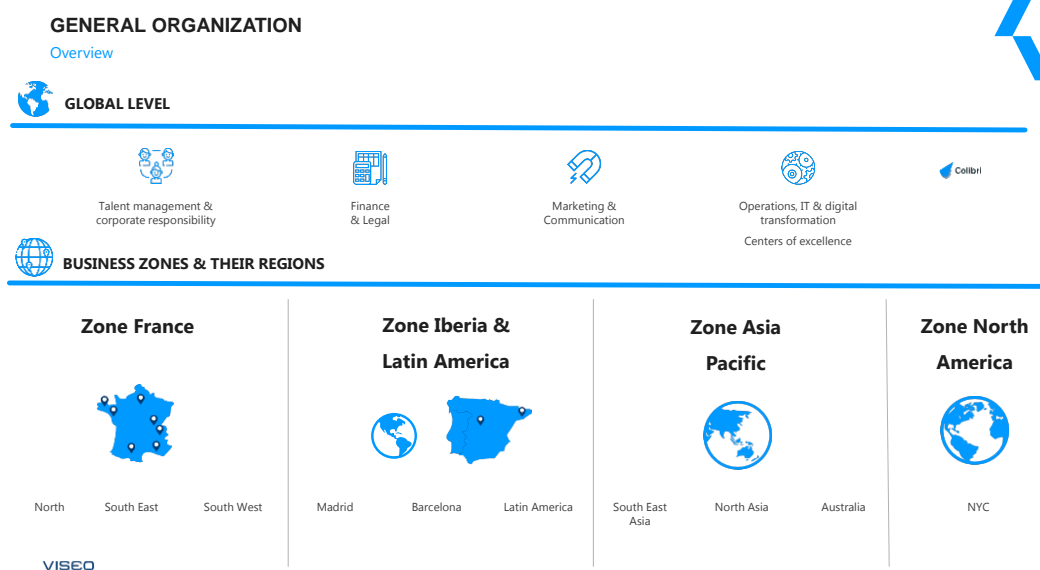 GENERAL ORGANIZATION
Overview
GLOBAL LEVEL
Talent management &
corporate responsibility
Finance
& Legal
Marketing &
Communication
Operations, IT & digital
transformation
Centers of excellence
Colibri
BUSINESS ZONES & THEIR REGIONS
Zone France
North
South East
South West
Zone Iberia &
Latin America
Madrid
Barcelona
Latin America
Zone Asia
Pacific
South East
Asia
North Asia
Australia
Zone North
America
NYC
VISEO